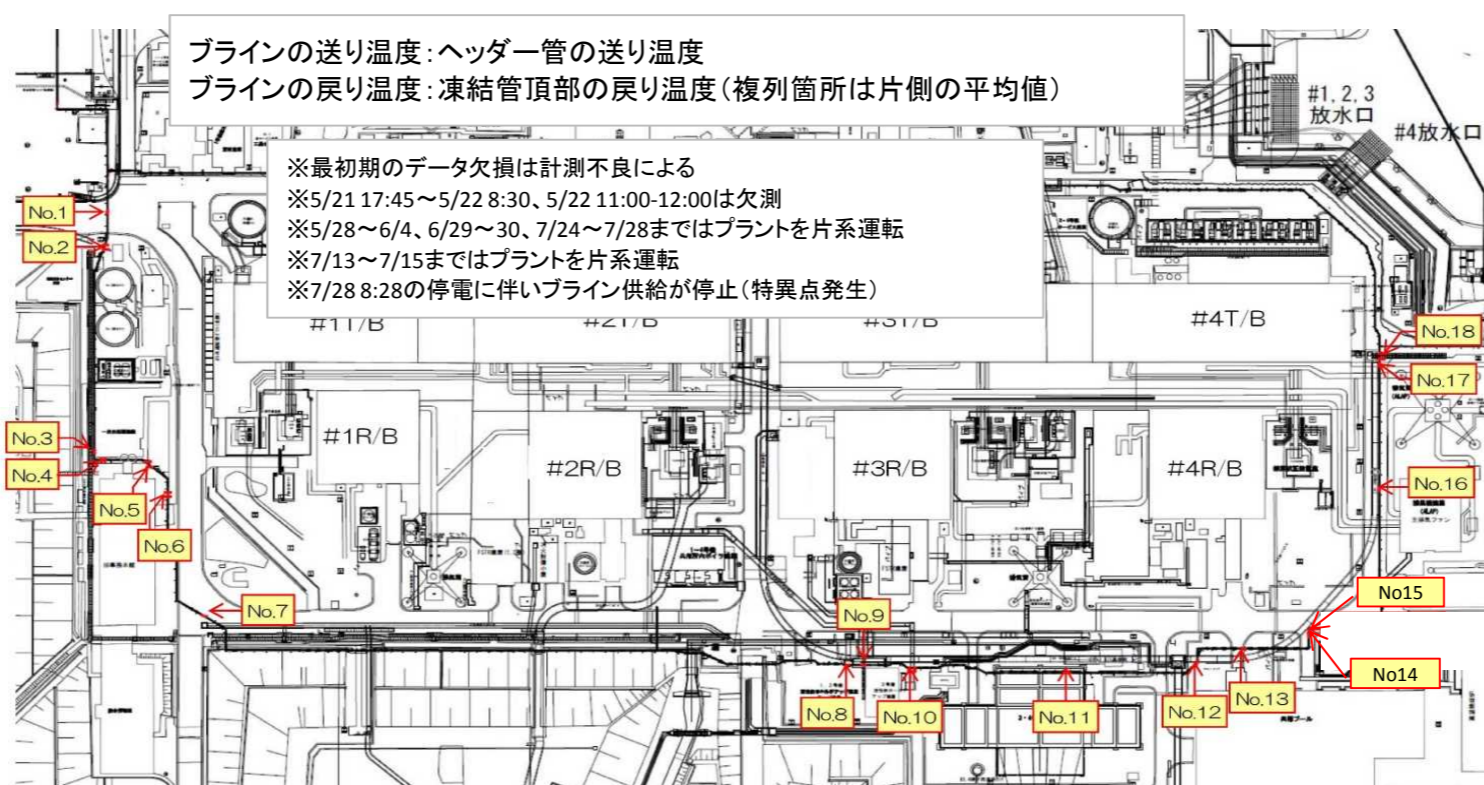 ブラインの送り温度：ヘッダー管の送り温度
ブラインの戻り温度：凍結管頂部の戻り温度（複列箇所は片側の平均値）
※最初期のデータ欠損は計測不良による
※5/21 17:45～5/22 8:30、5/22 11:00-12:00は欠測
※5/28～6/4、6/29～30、7/24～7/28まではプラントを片系運転
※7/13～7/15まではプラントを片系運転
※7/28 8:28の停電に伴いブライン供給が停止（特異点発生）
#1, 2, 3
放水口
#4放水口
No.1
No.2
#1T/B
#2T/B
#3T/B
#4T/B
No.18
No.17
No.3
No.4
No.5
No.6
#1R/B
#2R/B
#3R/B
#4R/B
No.16
No.7
No.9
No15
No14
No.8
No.10
No.11
No.12
No.13
共用プール